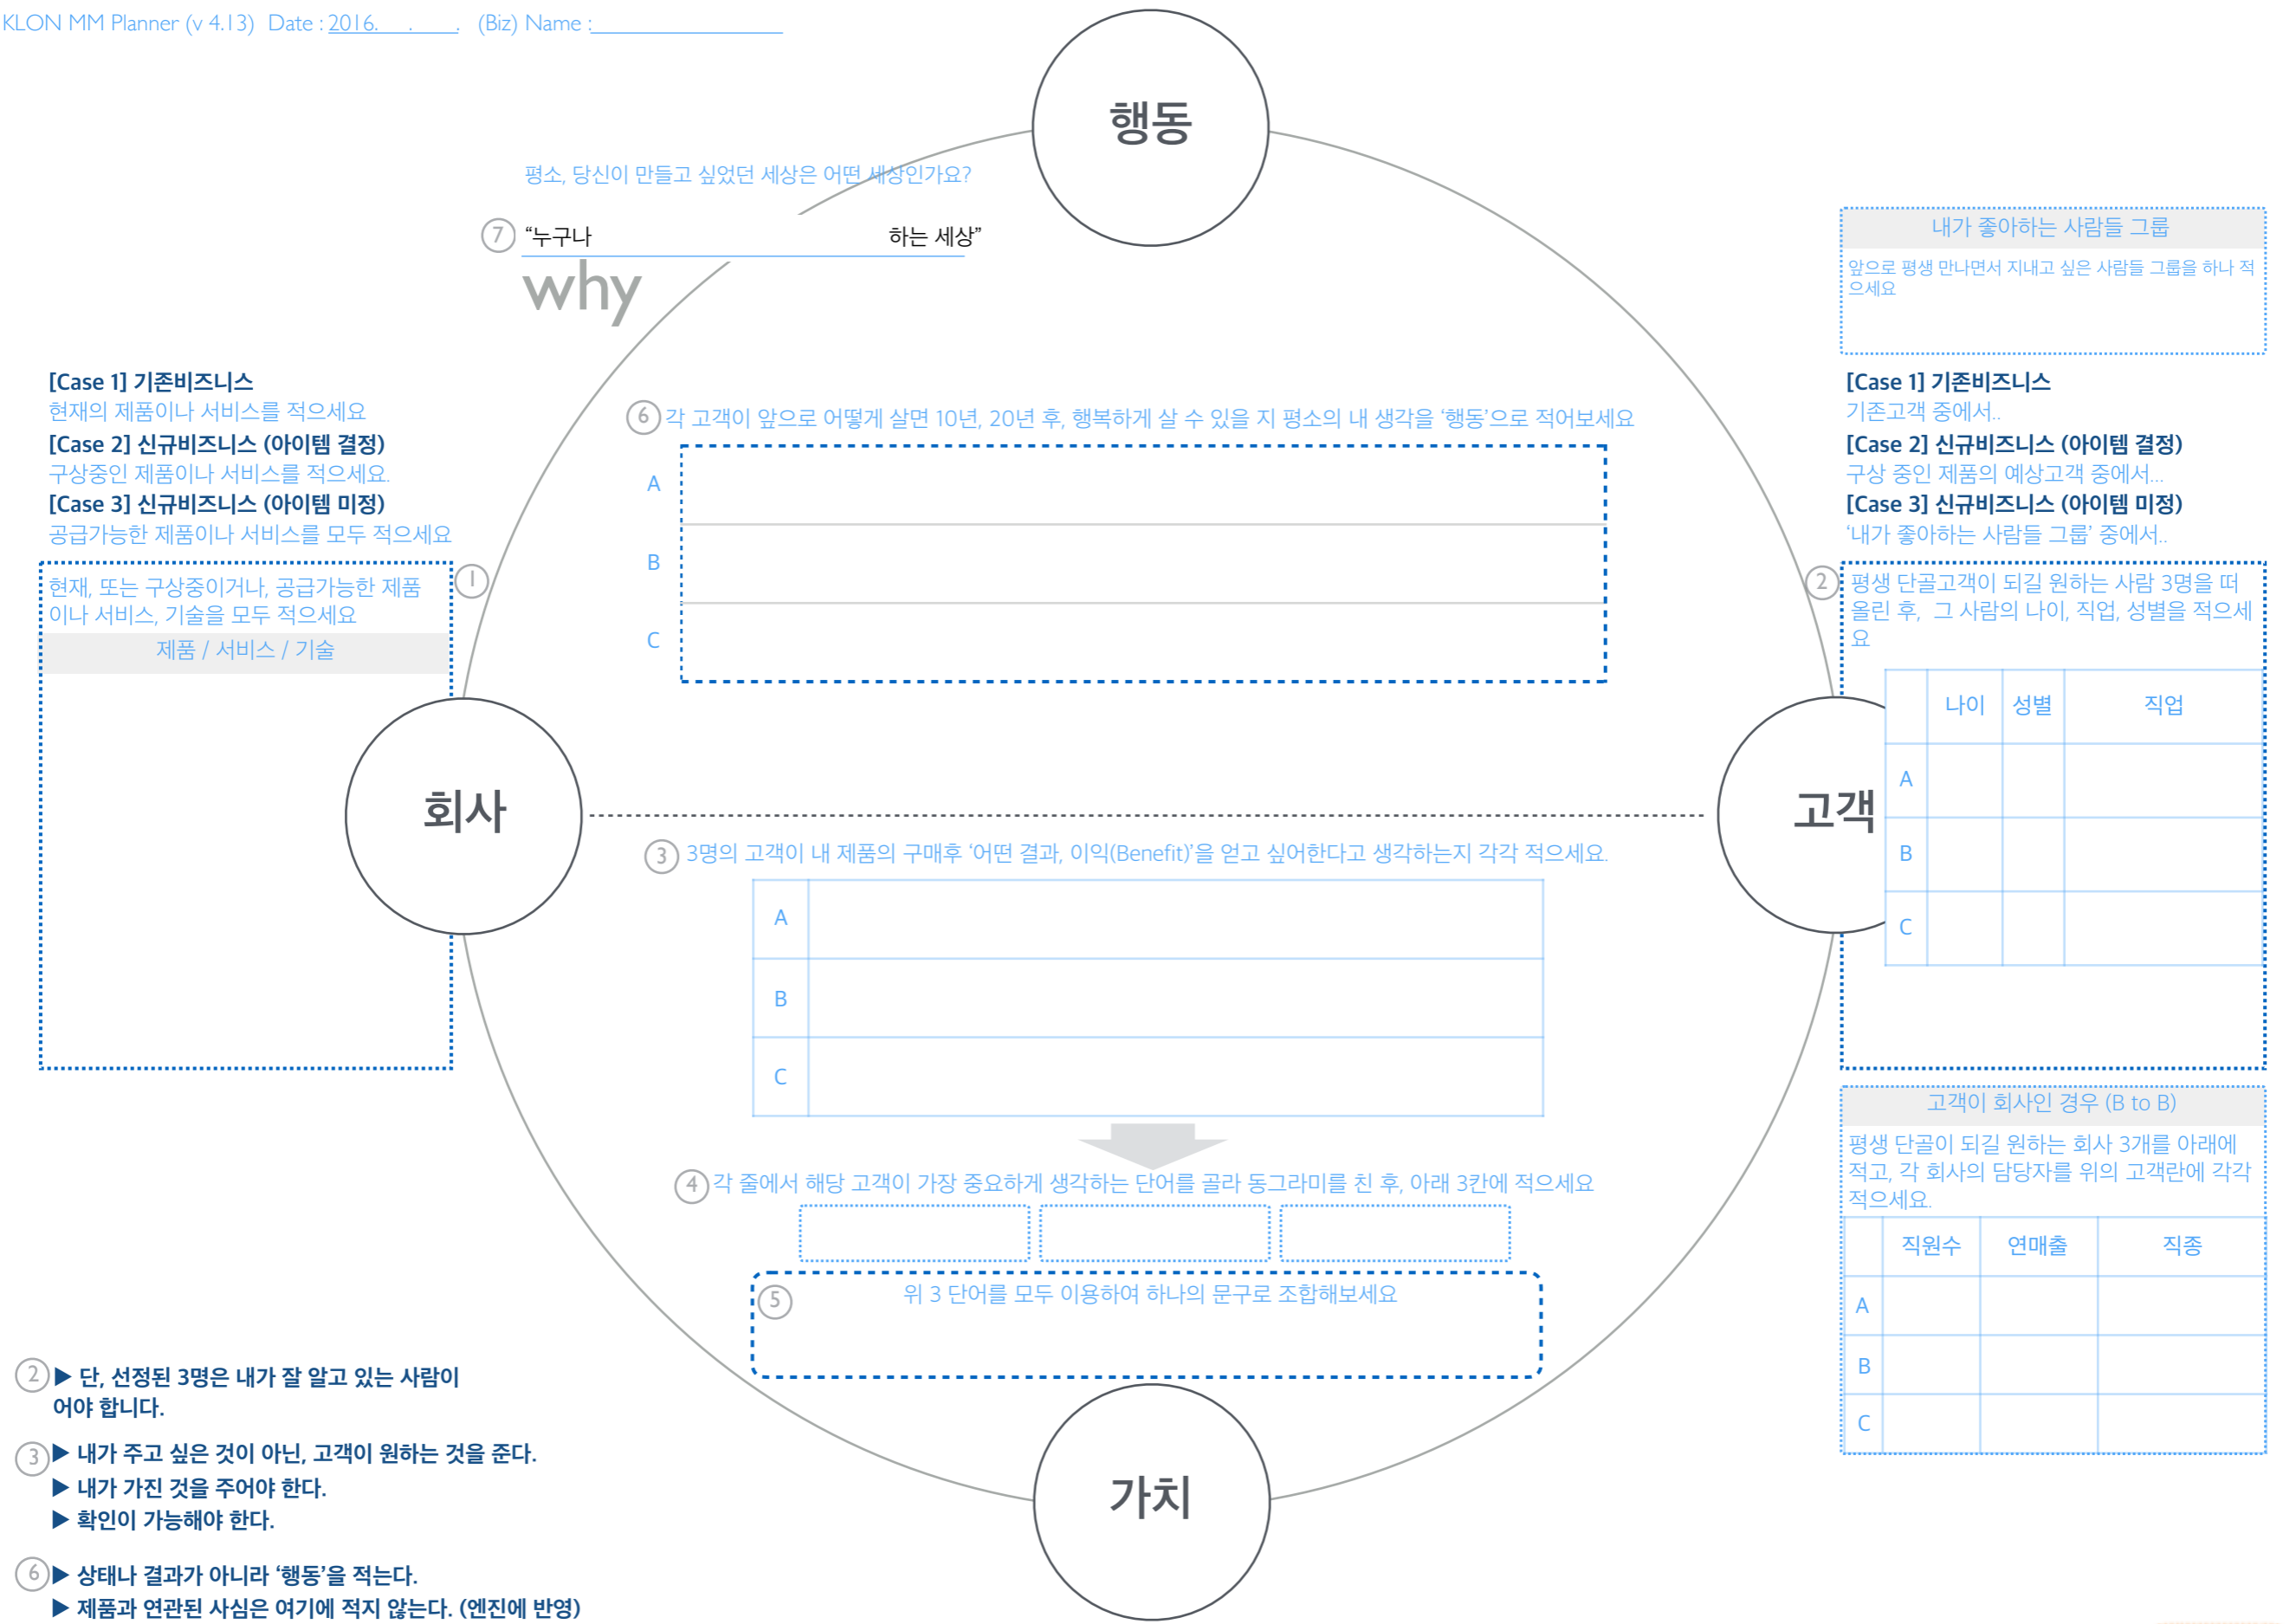 KLON MM Planner (v 4.13) Date : 2016. . . (Biz) Name :
행동
평소, 당신이 만들고 싶었던 세상은 어떤 세상인가요?
7 “누구나 하는 세상”
why
내가 좋아하는 사람들 그룹
앞으로 평생 만나면서 지내고 싶은 사람들 그룹을 하나 적
으세요
[Case 1] 기존비즈니스
현재의 제품이나 서비스를 적으세요
[Case 2] 신규비즈니스 (아이템 결정)
구상중인 제품이나 서비스를 적으세요.
[Case 3] 신규비즈니스 (아이템 미정)
공급가능한 제품이나 서비스를 모두 적으세요
1
현재, 또는 구상중이거나, 공급가능한 제품
이나 서비스, 기술을 모두 적으세요
제품 / 서비스 / 기술
회사
6 각 고객이 앞으로 어떻게 살면 10년, 20년 후, 행복하게 살 수 있을 지 평소의 내 생각을 ‘행동’으로 적어보세요
A
B
C
[Case 1] 기존비즈니스
기존고객 중에서..
[Case 2] 신규비즈니스 (아이템 결정)
구상 중인 제품의 예상고객 중에서...
[Case 3] 신규비즈니스 (아이템 미정)
‘내가 좋아하는 사람들 그룹’ 중에서..
2 평생 단골고객이 되길 원하는 사람 3명을 떠
올린 후, 그 사람의 나이, 직업, 성별을 적으세
요
나이 성별 직업
A
B
C
고객
3 3명의 고객이 내 제품의 구매후 ‘어떤 결과, 이익(Benefit)’을 얻고 싶어한다고 생각하는지 각각 적으세요.
A
B
C
4 각 줄에서 해당 고객이 가장 중요하게 생각하는 단어를 골라 동그라미를 친 후, 아래 3칸에 적으세요
5 위 3 단어를 모두 이용하여 하나의 문구로 조합해보세요
가치
고객이 회사인 경우 (B to B)
평생 단골이 되길 원하는 회사 3개를 아래에
적고, 각 회사의 담당자를 위의 고객란에 각각
적으세요.
직원수 연매출 직종
A
B
C
2 ▶ 단, 선정된 3명은 내가 잘 알고 있는 사람이
어야 합니다.
3 ▶ 내가 주고 싶은 것이 아닌, 고객이 원하는 것을 준다.
▶ 내가 가진 것을 주어야 한다.
▶ 확인이 가능해야 한다.
6 ▶ 상태나 결과가 아니라 ‘행동’을 적는다.
▶ 제품과 연관된 사심은 여기에 적지 않는다. (엔진에 반영)